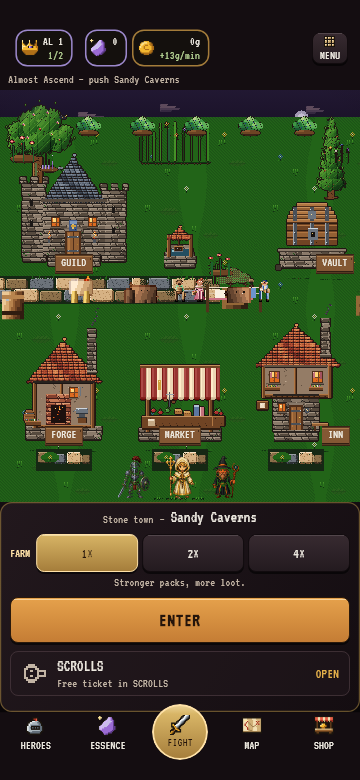 AL 1
1/2
0
0g
+13g/min
MENU
Almost Ascend - push Sandy Caverns
GUILD
VAULT
FORGE
MARKET
INN
Stone town - Sandy Caverns
FARM
1X
2X
4X
Stronger packs, more loot.
ENTER
SCROLLS
Free ticket in SCROLLS
OPEN
HEROES
ESSENCE
FIGHT
MAP
SHOP